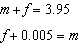 m + f = 3.95
f + 0.005 = m